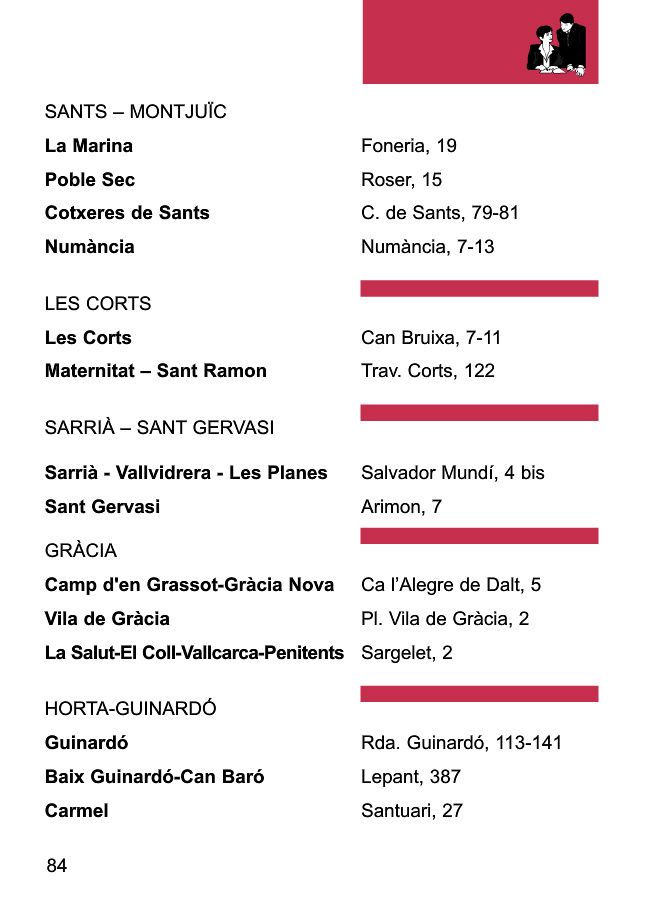 SANTS – MONTJUÏC
La Marina Foneria, 19
Poble Sec Roser, 15
Cotxeres de Sants C. de Sants, 79-81
Numància Numància, 7-13
LES CORTS
Les Corts Can Bruixa, 7-11
Maternitat – Sant Ramon Trav. Corts, 122
SARRIÀ – SANT GERVASI
Sarrià - Vallvidrera - Les Planes Salvador Mundí, 4 bis
Sant Gervasi Arimon, 7
GRÀCIA
Camp d'en Grassot-Gràcia Nova Ca l’Alegre de Dalt, 5
Vila de Gràcia Pl. Vila de Gràcia, 2
La Salut-El Coll-Vallcarca-Penitents Sargelet, 2
HORTA-GUINARDÓ
Guinardó Rda. Guinardó, 113-141
Baix Guinardó-Can Baró Lepant, 387
Carmel Santuari, 27
84